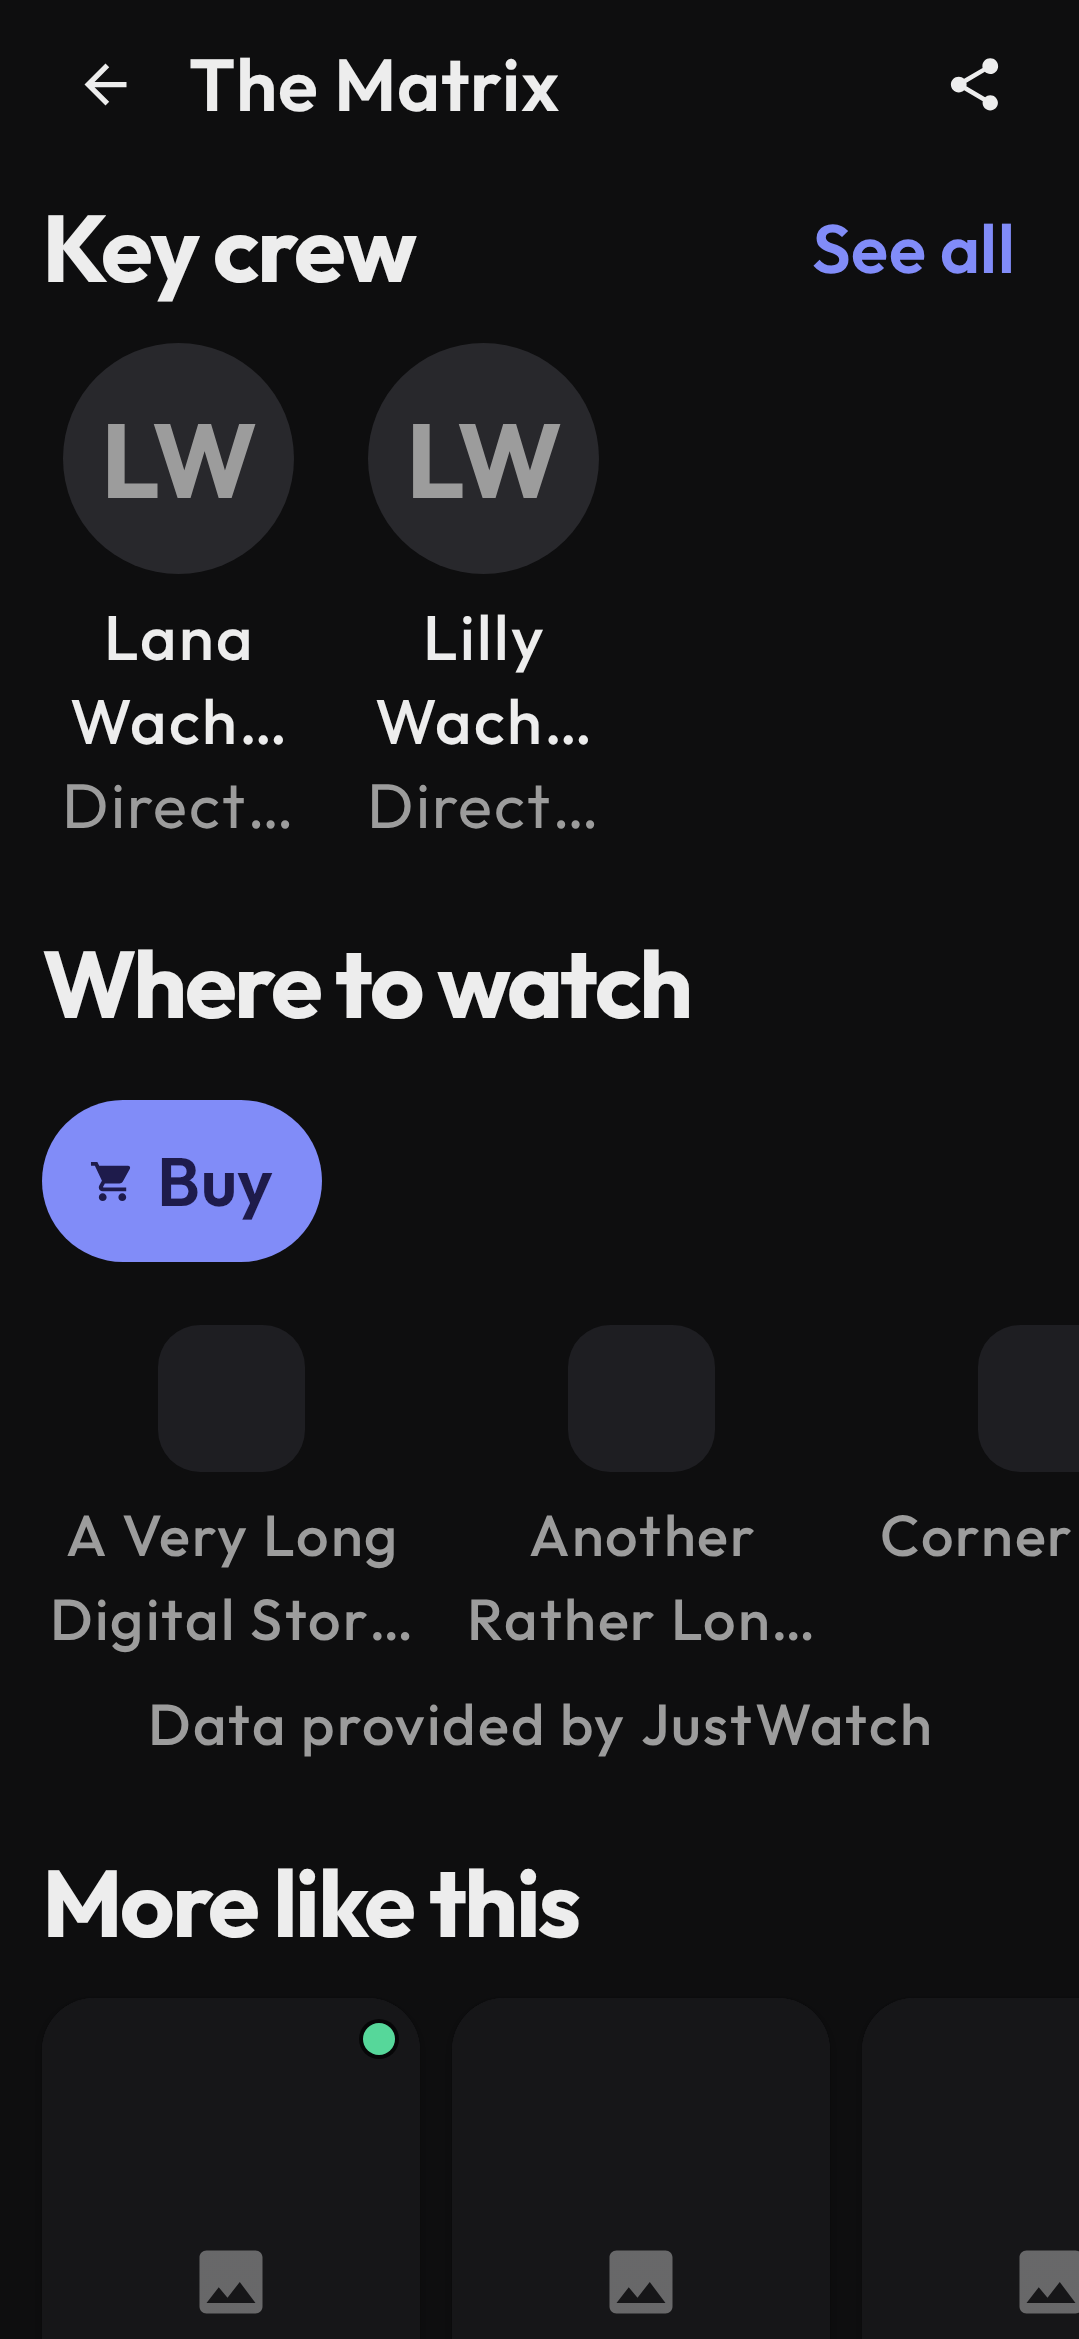 The Matrix
Key crew
See all
LW
LW
Lana
Wach...
Direct...
Lilly
Wach...
Direct...
Where to watch
Buy
A Very Long
Digital Stor...
Another
Rather Lon...
Corner
Data provided by JustWatch
More like this